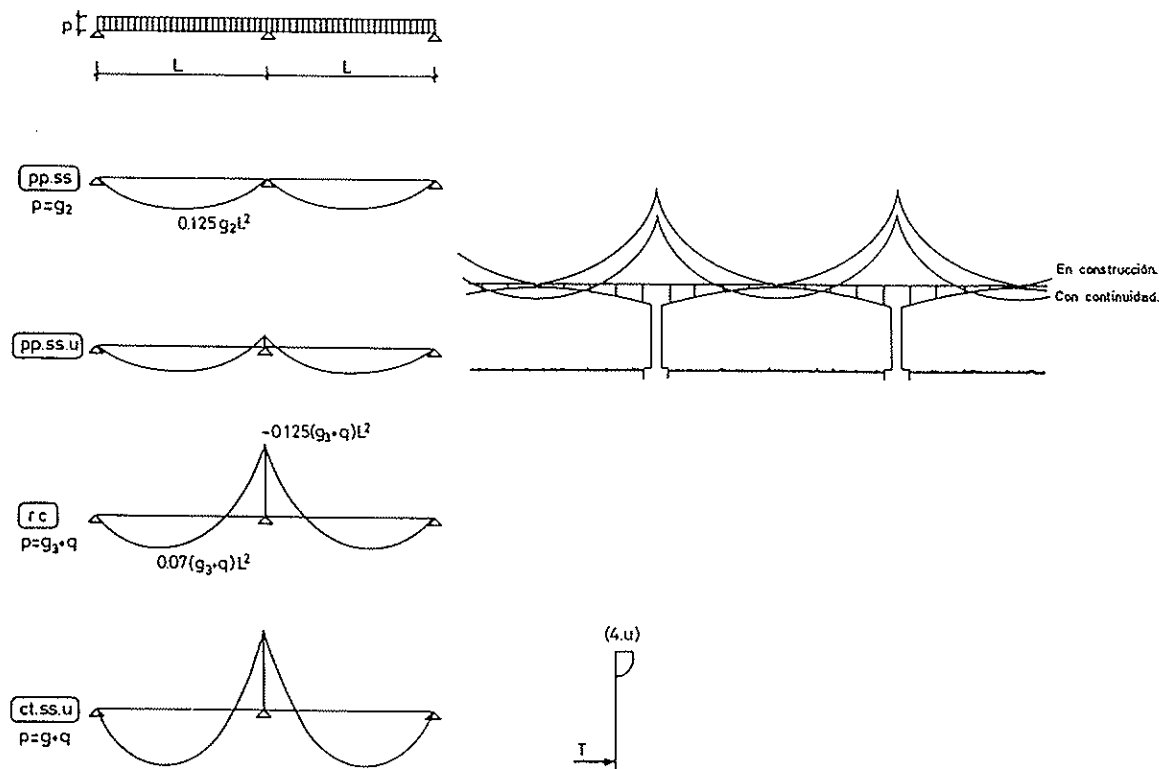 p
L L
pp.ss
p=g₂
0.125g₂L²
pp.ss.u
-0.125(g₃+q)L²
r c
p=g₃+q
0.07(g₃+q)L²
ct.ss.u
p=g+q
En construcción.
Con continuidad.
(4.u)
T